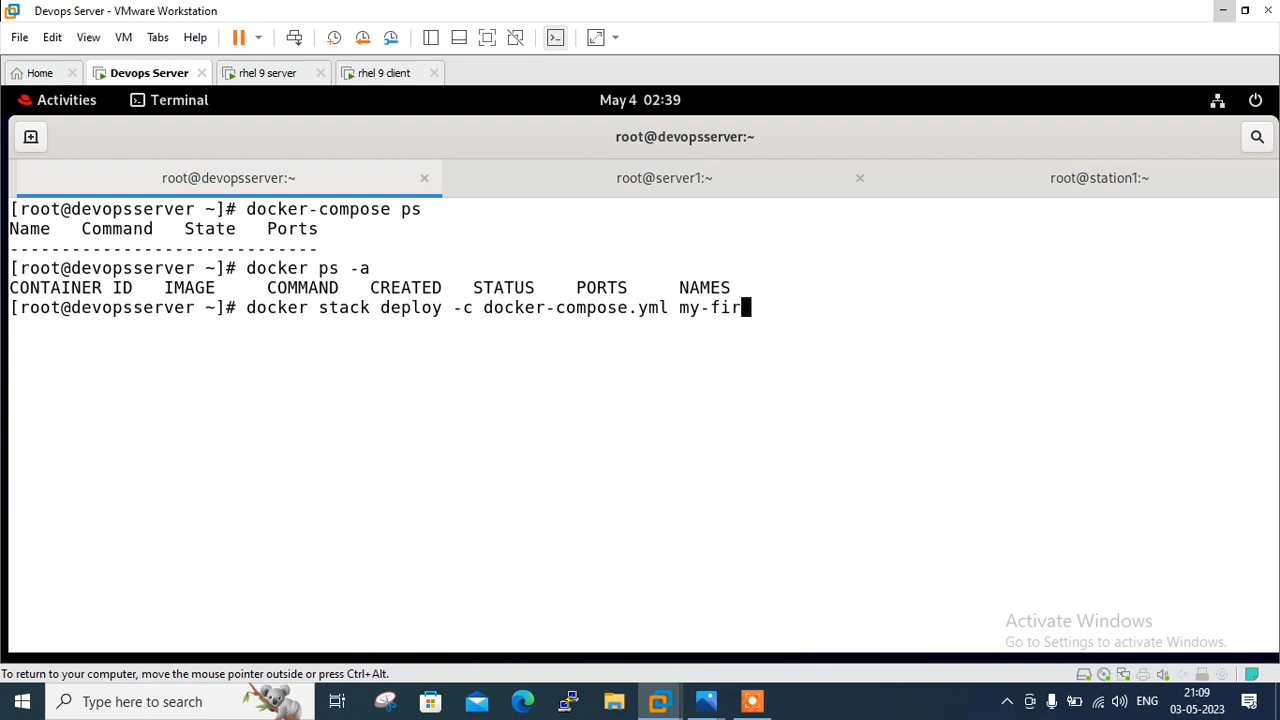 Devops Server - VMware Workstation
File Edit View VM Tabs Help
Home Devops Server rhel 9 server rhel 9 client
Activities Terminal May 4 02:39
root@devopsserver:~
root@devopsserver:~ root@server1:~ root@station1:~
[root@devopsserver ~]# docker-compose ps
Name   Command   State   Ports
------------------------------
[root@devopsserver ~]# docker ps -a
CONTAINER ID   IMAGE     COMMAND   CREATED   STATUS    PORTS     NAMES
[root@devopsserver ~]# docker stack deploy -c docker-compose.yml my-fir
Activate Windows
Go to Settings to activate Windows.
To return to your computer, move the mouse pointer outside or press Ctrl+Alt.
Type here to search ENG 21:09
03-05-2023